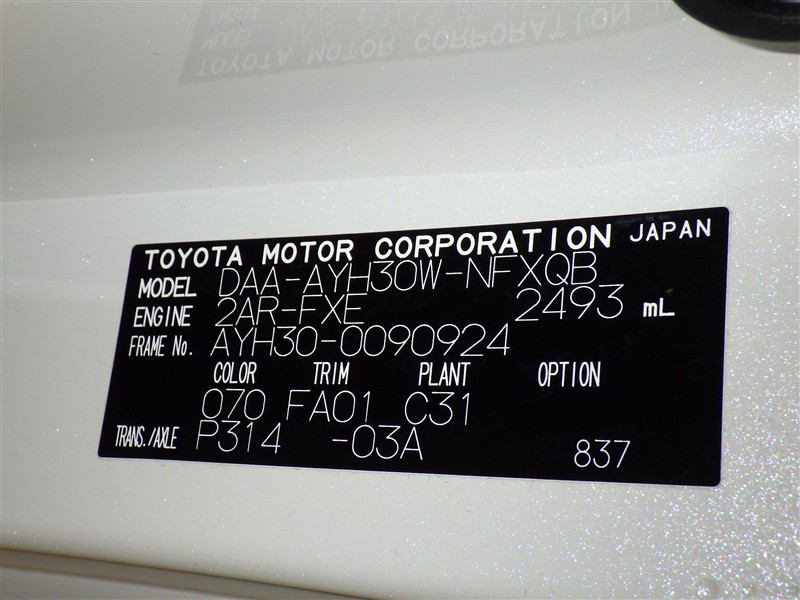 TOYOTA MOTOR CORPORATION JAPAN
MODEL DAA-AYH30W-NFXQB
ENGINE 2AR-FXE 2493 mL
FRAME No. AYH30-0090924
COLOR TRIM PLANT OPTION
070 FA01 C31
TRANS./AXLE P314 -03A 837